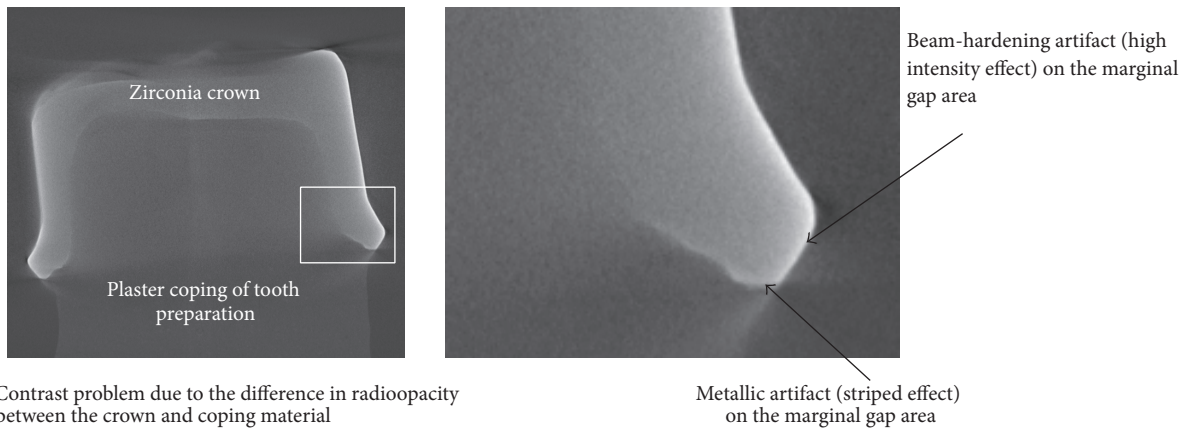 Zirconia crown
Plaster coping of tooth
preparation
Beam-hardening artifact (high
intensity effect) on the marginal
gap area
Contrast problem due to the difference in radioopacity
between the crown and coping material
Metallic artifact (striped effect)
on the marginal gap area